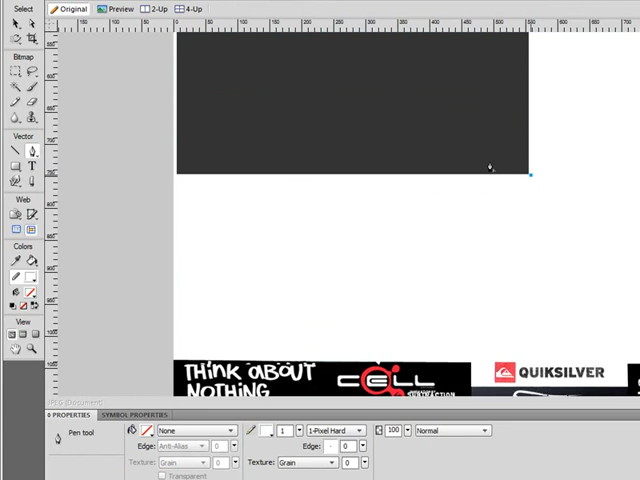 Select
Original
Preview
2-Up
4-Up
Bitmap
Vector
T
Web
Colors
View
THINK ABOUT
NOTHING
CELL
QUIKSILVER
JPEG (Document)
PROPERTIES
SYMBOL PROPERTIES
Pen tool
None
1
1-Pixel Hard
100
Normal
Edge:
Anti-Alias
0
Edge:
0
Texture:
Grain
0
Texture:
Grain
0
Transparent